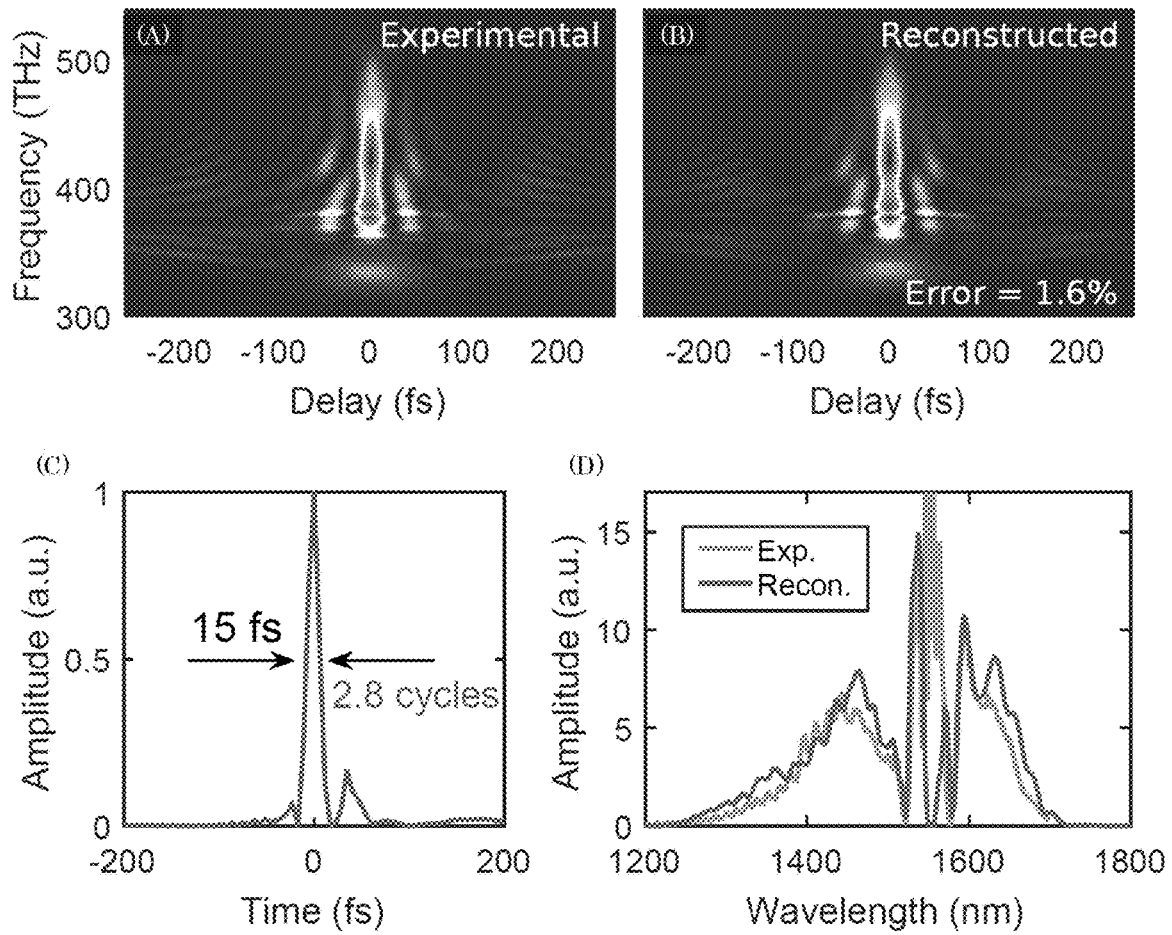 (A)
Experimental
(B)
Reconstructed
Error = 1.6%
Frequency (THz)
500
400
300
-200 -100 0 100 200
Delay (fs)
-200 -100 0 100 200
Delay (fs)
(C)
Amplitude (a.u.)
1
0.5
0
15 fs
2.8 cycles
-200 0 200
Time (fs)
(D)
Amplitude (a.u.)
15
10
5
0
Exp.
Recon.
1200 1400 1600 1800
Wavelength (nm)